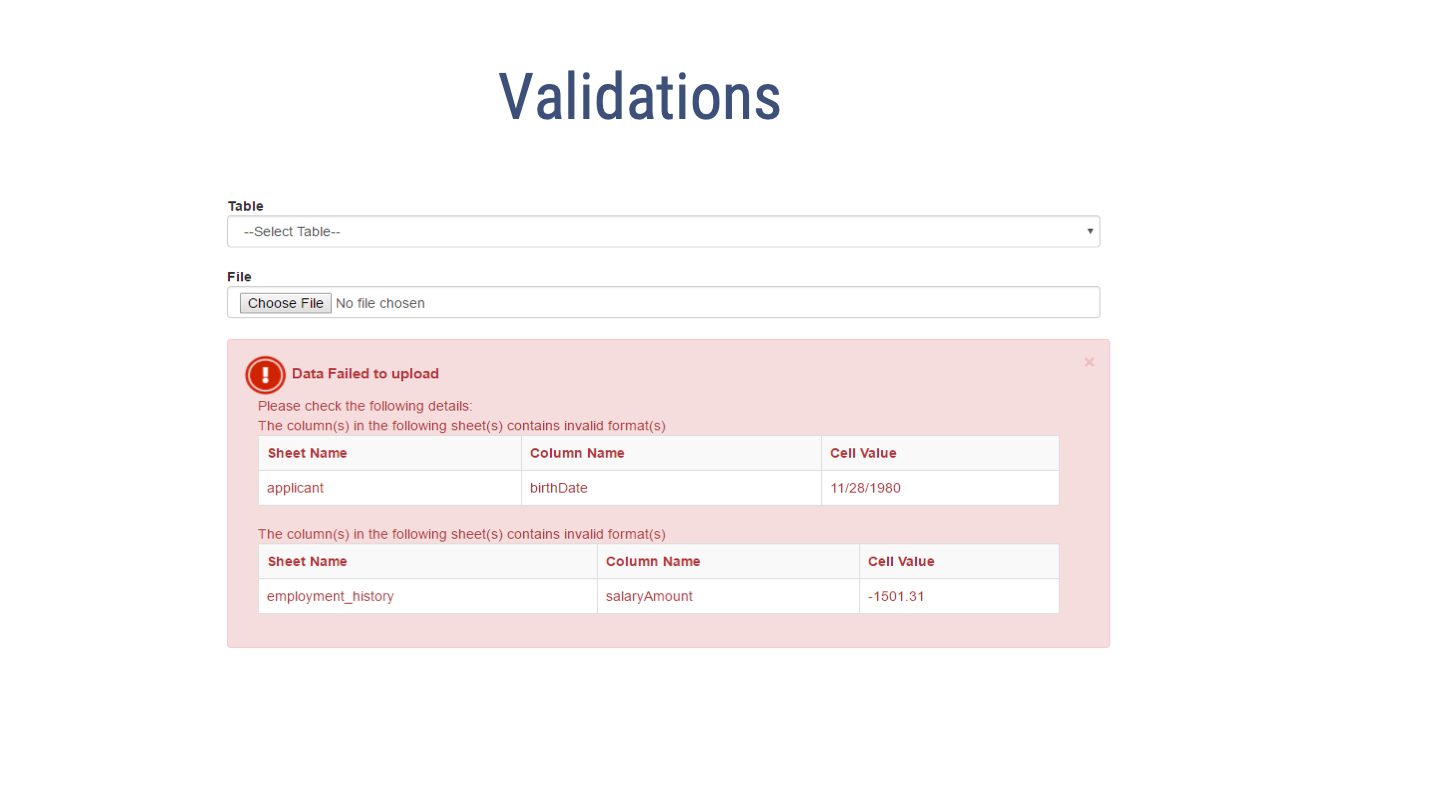 Validations
Table
--Select Table--
File
Choose File No file chosen
Data Failed to upload
×
Please check the following details:
The column(s) in the following sheet(s) contains invalid format(s)
Sheet Name Column Name Cell Value
applicant birthDate 11/28/1980
The column(s) in the following sheet(s) contains invalid format(s)
Sheet Name Column Name Cell Value
employment_history salaryAmount -1501.31